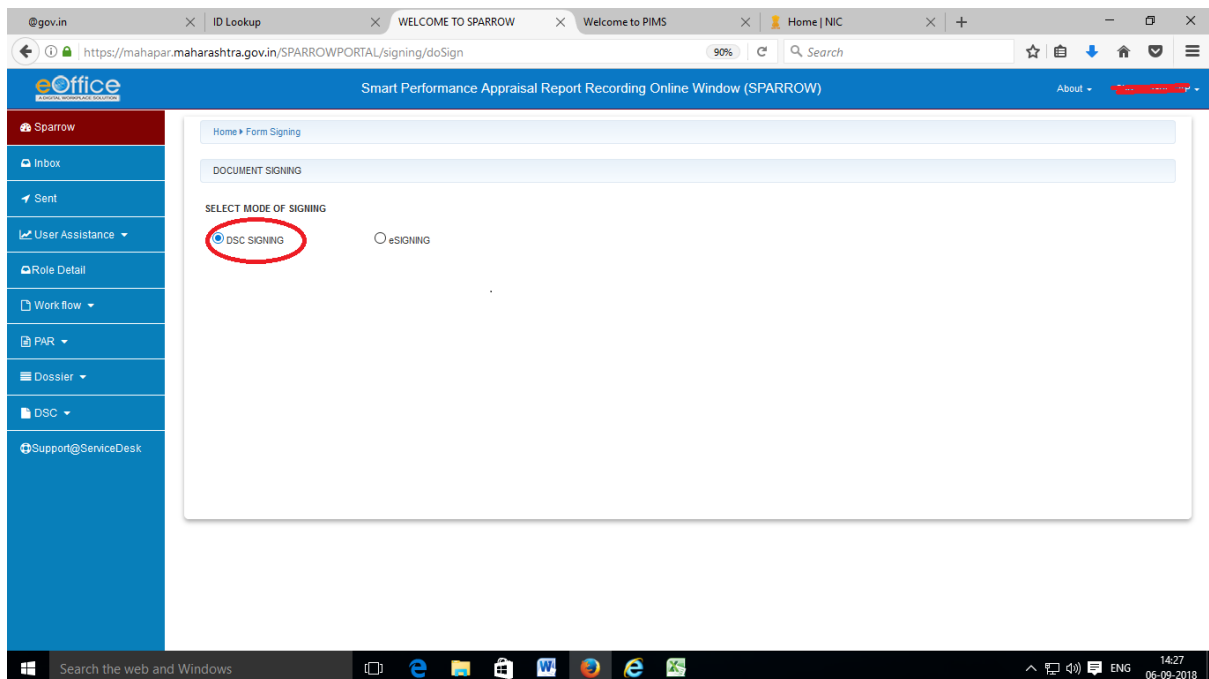 @gov.in
ID Lookup
WELCOME TO SPARROW
Welcome to PIMS
Home | NIC
https://mahapar.maharashtra.gov.in/SPARROWPORTAL/signing/doSign
90%
Search
eOffice
A DIGITAL WORKPLACE SOLUTION
Smart Performance Appraisal Report Recording Online Window (SPARROW)
About
Sparrow
Inbox
Sent
User Assistance
Role Detail
Work flow
PAR
Dossier
DSC
Support@ServiceDesk
Home Form Signing
DOCUMENT SIGNING
SELECT MODE OF SIGNING
DSC SIGNING
eSIGNING
Search the web and Windows
ENG
14:27
06-09-2018